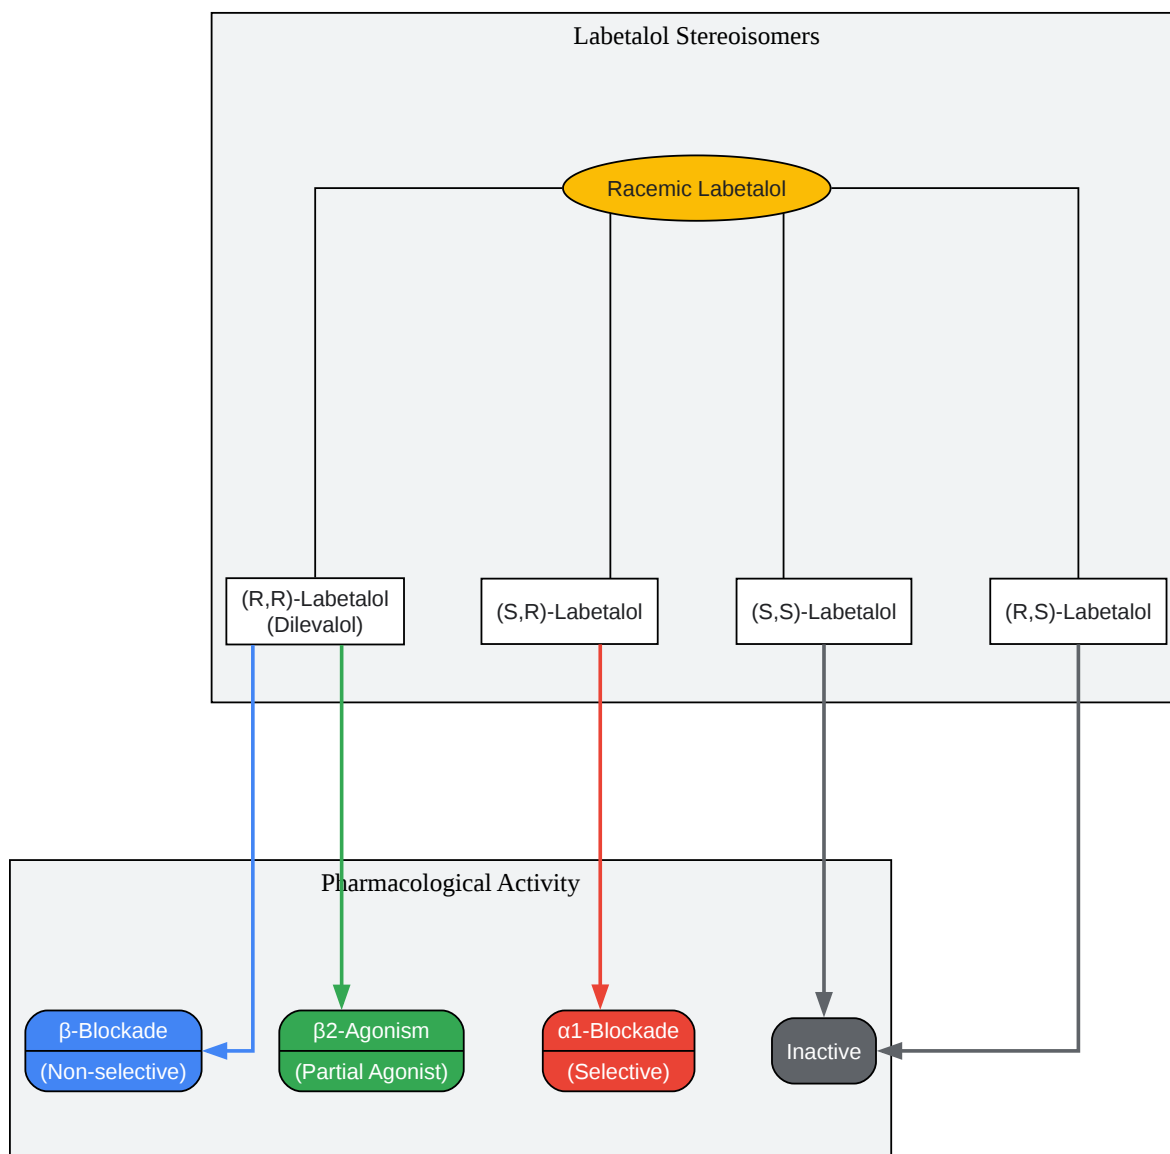 Labetalol Stereoisomers
Racemic Labetalol
(R,R)-Labetalol
(Dilevalol)
(S,R)-Labetalol
(S,S)-Labetalol
(R,S)-Labetalol
Pharmacological Activity
β-Blockade
(Non-selective)
β2-Agonism
(Partial Agonist)
α1-Blockade
(Selective)
Inactive